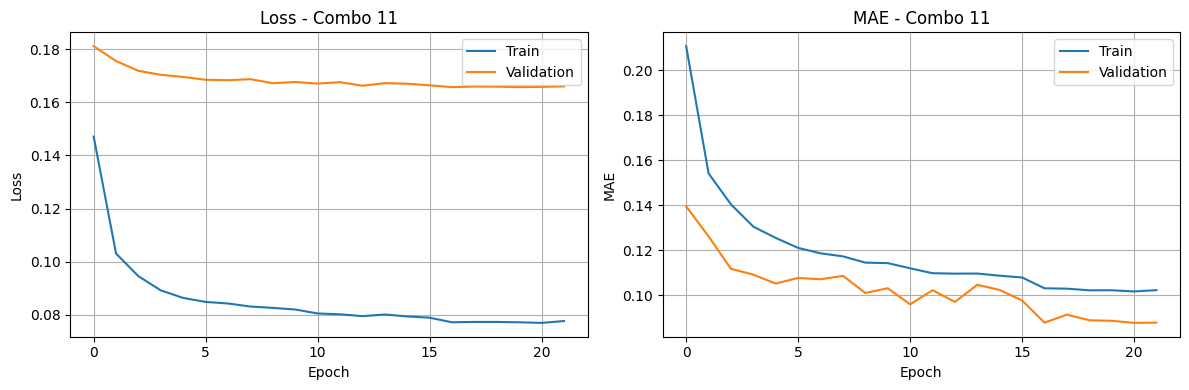 Loss - Combo 11
0.18
0.16
0.14
0.12
0.10
0.08
Loss
0
5
10
15
20
Epoch
Train
Validation
MAE - Combo 11
0.20
0.18
0.16
0.14
0.12
0.10
MAE
0
5
10
15
20
Epoch
Train
Validation